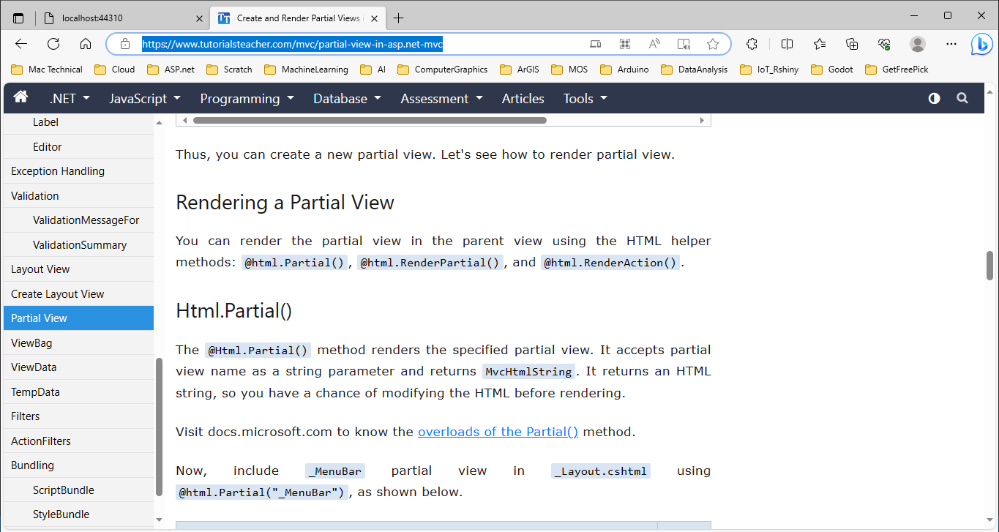 localhost:44310
Create and Render Partial Views
https://www.tutorialsteacher.com/mvc/partial-view-in-asp.net-mvc
Mac Technical Cloud ASP.net Scratch MachineLearning AI ComputerGraphics ArGIS MOS Arduino DataAnalysis IoT_Rshiny Godot GetFreePick
.NET JavaScript Programming Database Assessment Articles Tools
Label
Editor
Exception Handling
Validation
ValidationMessageFor
ValidationSummary
Layout View
Create Layout View
Partial View
ViewBag
ViewData
TempData
Filters
ActionFilters
Bundling
ScriptBundle
StyleBundle
Thus, you can create a new partial view. Let's see how to render partial view.
Rendering a Partial View
You can render the partial view in the parent view using the HTML helper
methods: @html.Partial(), @html.RenderPartial(), and @html.RenderAction().
Html.Partial()
The @Html.Partial() method renders the specified partial view. It accepts partial
view name as a string parameter and returns MvcHtmlString. It returns an HTML
string, so you have a chance of modifying the HTML before rendering.
Visit docs.microsoft.com to know the overloads of the Partial() method.
Now, include _MenuBar partial view in _Layout.cshtml using
@html.Partial("_MenuBar"), as shown below.